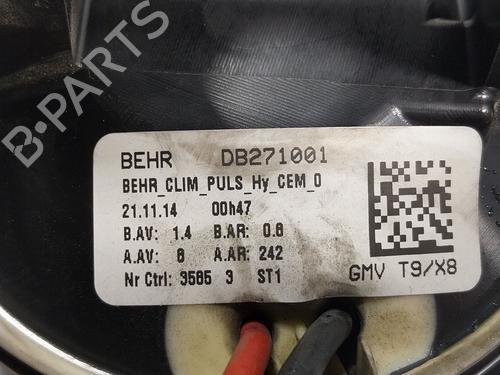 B-PARTS
BEHR DB271001
BEHR_CLIM_PULS_Hy_CEM_0
21.11.14 00h47
B.AV: 1,4 B.AR: 0.6
A.AV: 6 A.AR: 242
Nr Ctrl: 3585 3 ST1
GMV T9/X8